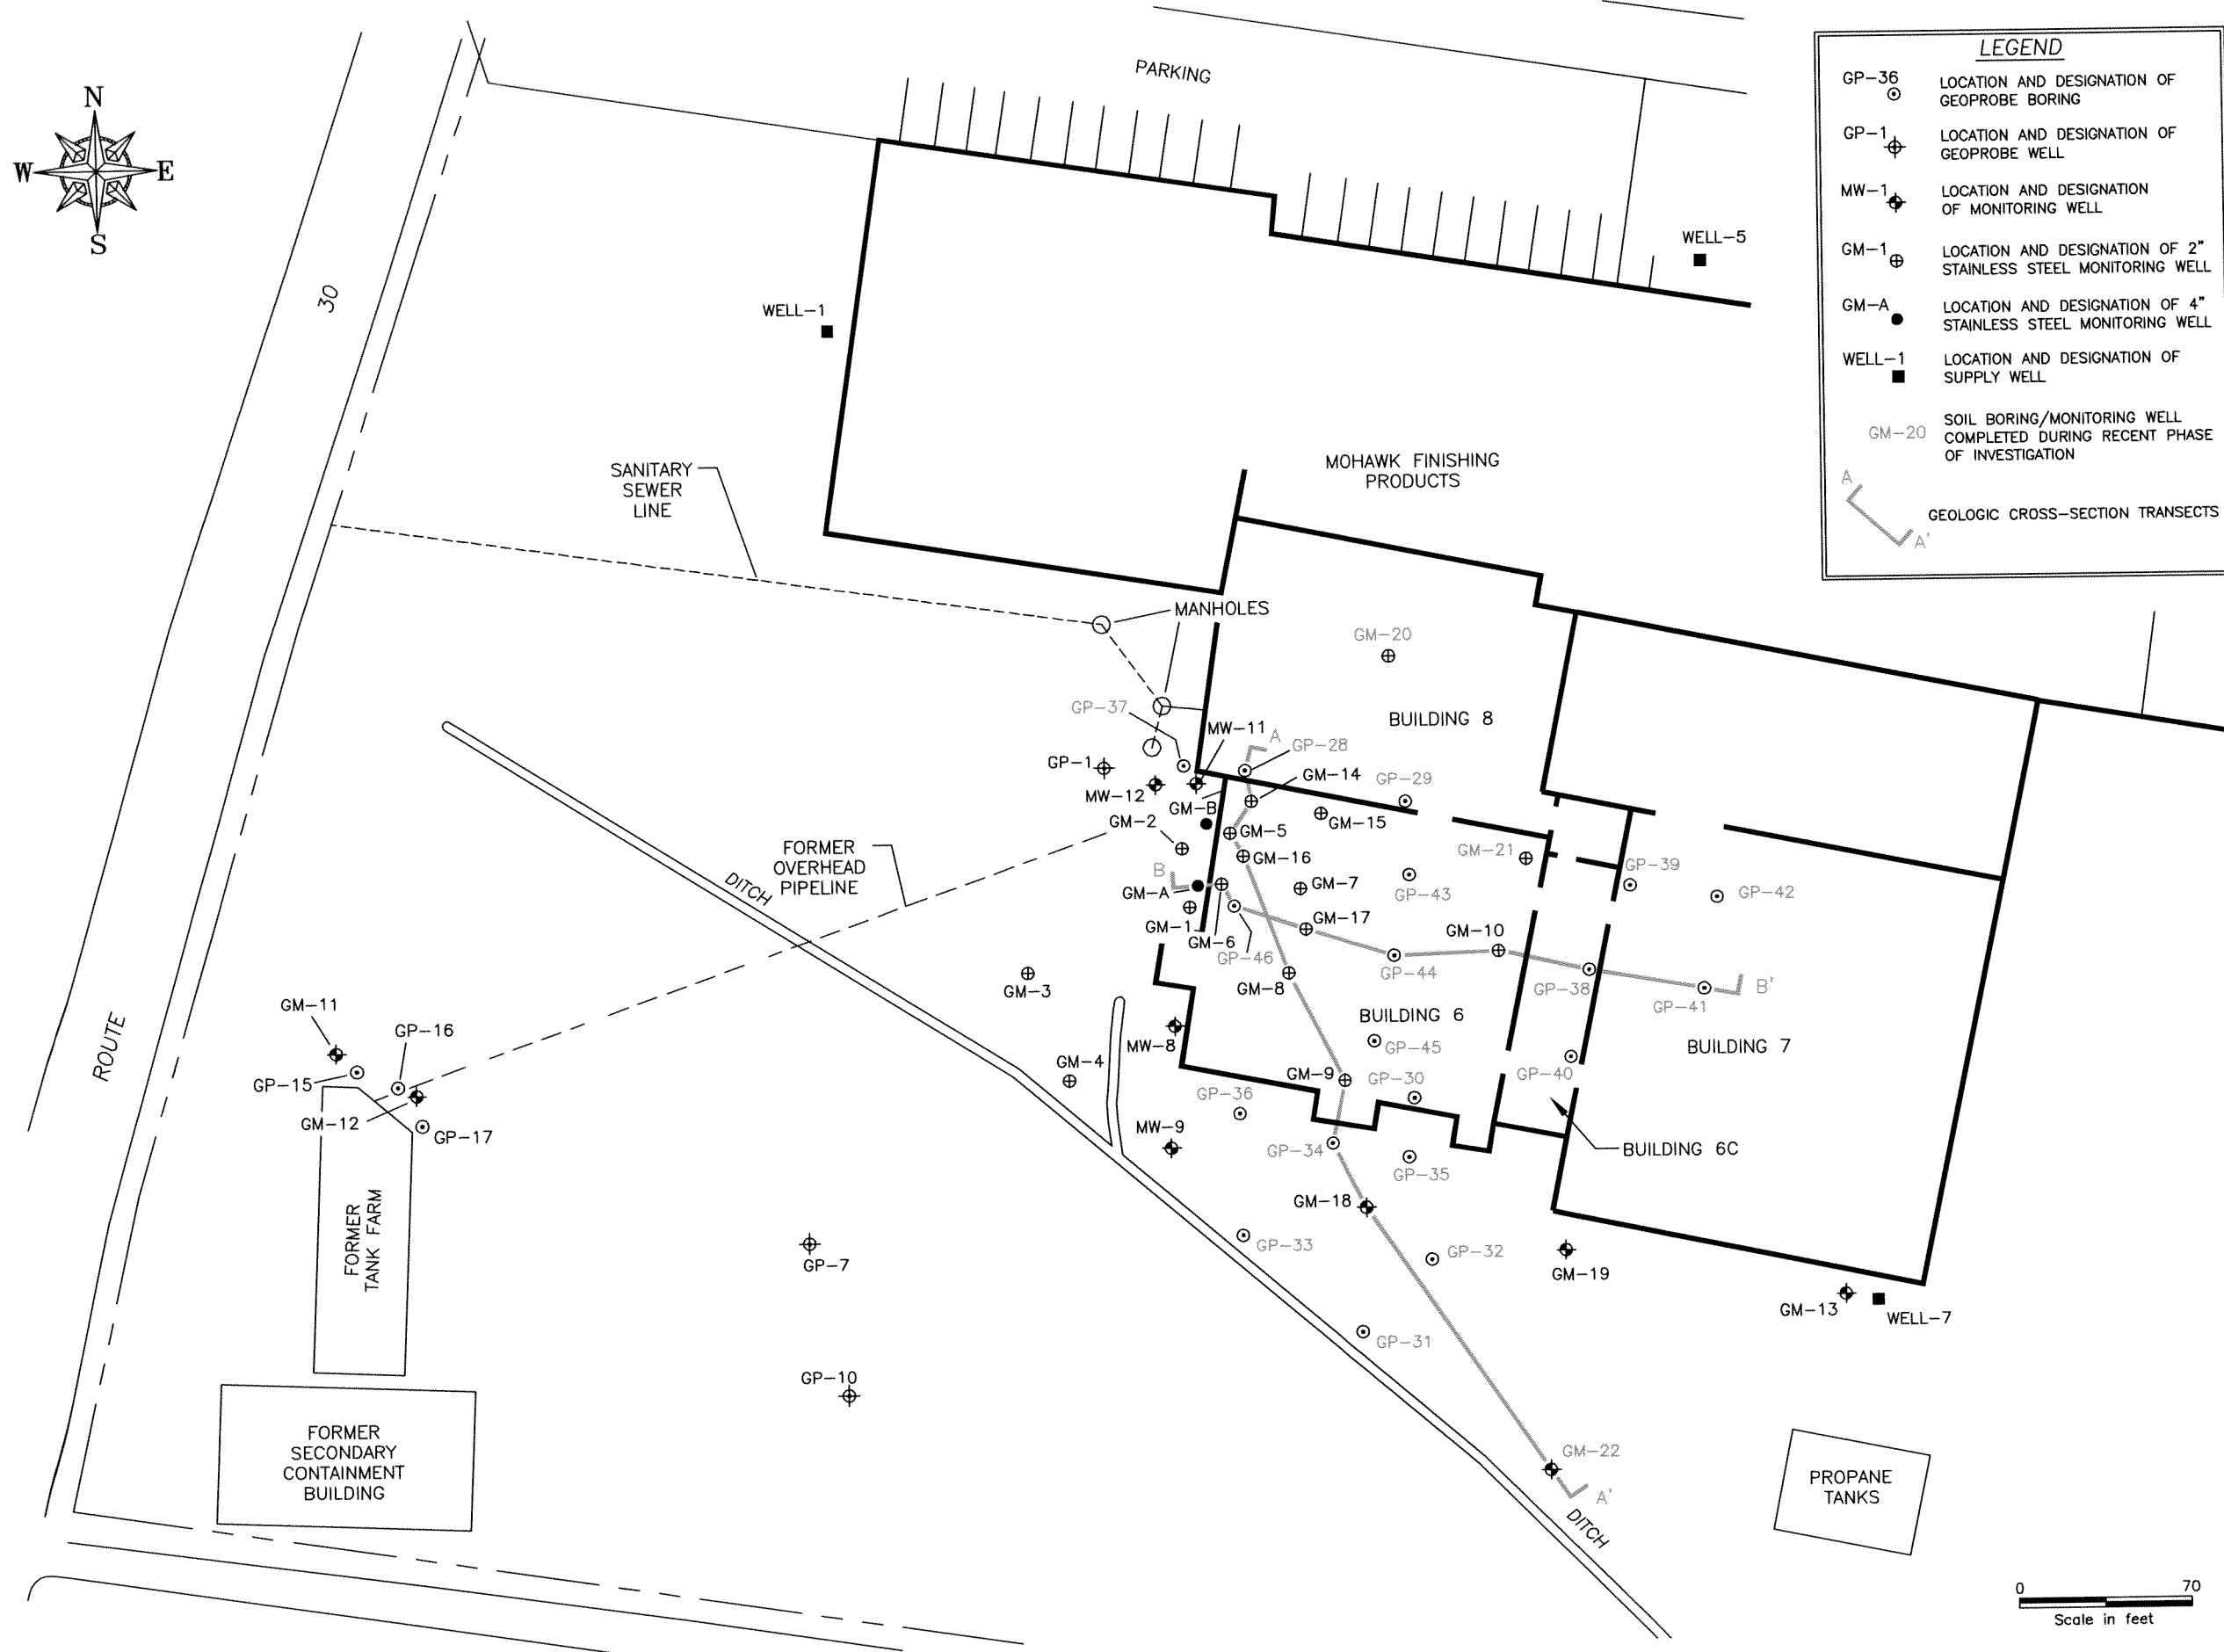 N
W
E
S
PARKING
30
WELL-1
WELL-5
LEGEND
GP-36
LOCATION AND DESIGNATION OF
GEOPROBE BORING
GP-1
LOCATION AND DESIGNATION OF
GEOPROBE WELL
MW-1
LOCATION AND DESIGNATION
OF MONITORING WELL
GM-1
LOCATION AND DESIGNATION OF 2"
STAINLESS STEEL MONITORING WELL
GM-A
LOCATION AND DESIGNATION OF 4"
STAINLESS STEEL MONITORING WELL
WELL-1
LOCATION AND DESIGNATION OF
SUPPLY WELL
GM-20
SOIL BORING/MONITORING WELL
COMPLETED DURING RECENT PHASE
OF INVESTIGATION
A
A'
GEOLOGIC CROSS-SECTION TRANSECTS
SANITARY
SEWER
LINE
MOHAWK FINISHING
PRODUCTS
MANHOLES
GM-20
BUILDING 8
GP-37
MW-11
A
GP-28
GP-1
GM-14
GP-29
MW-12
GM-B
GM-2
GM-5
GM-15
FORMER
OVERHEAD
PIPELINE
DITCH
GM-16
GM-21
GP-39
B
GM-A
GM-7
GP-43
GP-42
GM-1
GM-6
GM-17
GM-10
GP-46
GP-44
GM-3
GM-8
GP-38
B'
GP-41
GM-11
GP-16
BUILDING 6
ROUTE
MW-8
GP-45
BUILDING 7
GM-4
GP-15
GM-9
GP-30
GP-40
GM-12
GP-17
GP-36
MW-9
GP-34
GP-35
BUILDING 6C
FORMER
TANK FARM
GM-18
GP-33
GP-32
GP-7
GM-19
GM-13
WELL-7
GP-31
GP-10
FORMER
SECONDARY
CONTAINMENT
BUILDING
GM-22
A'
DITCH
PROPANE
TANKS
0 70
Scale in feet